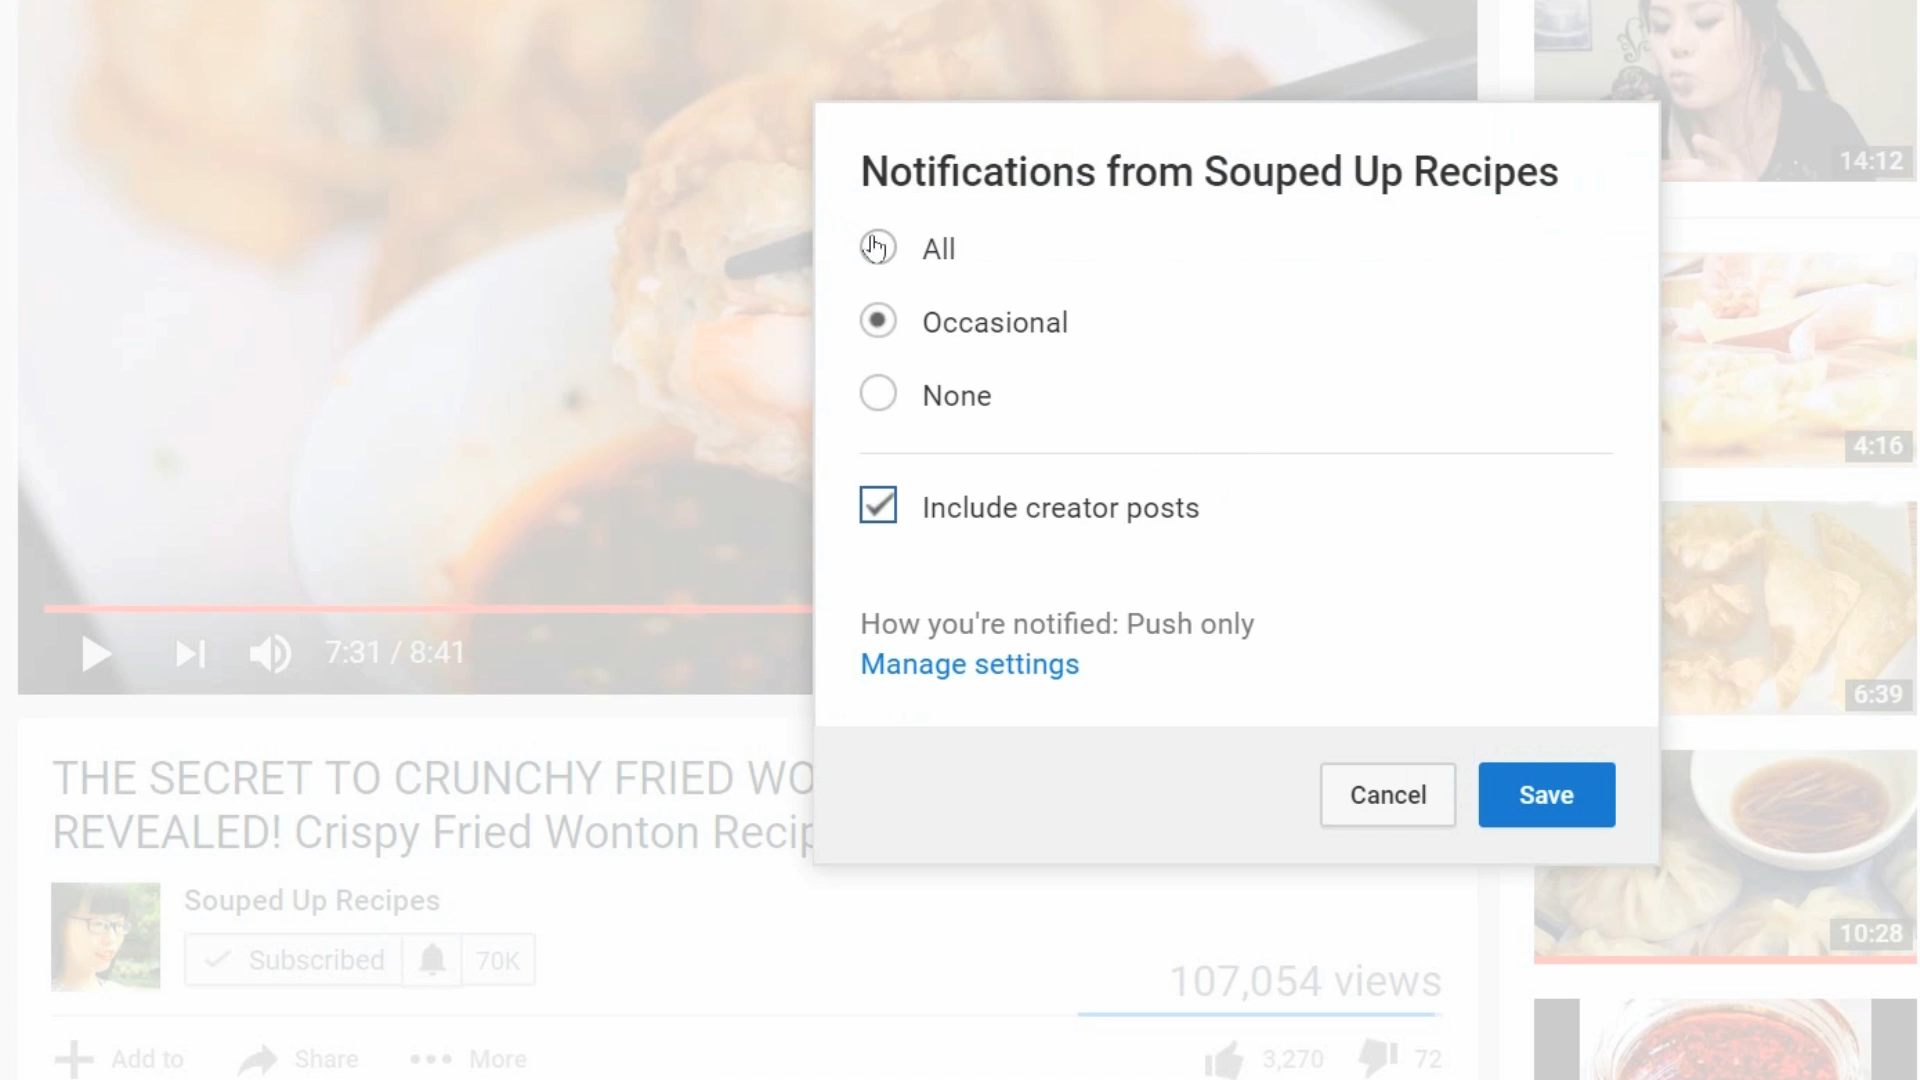 Notifications from Souped Up Recipes
All
Occasional
None
Include creator posts
How you're notified: Push only
Manage settings
Cancel
Save
7:31 / 8:41
THE SECRET TO CRUNCHY FRIED WO
REVEALED! Crispy Fried Wonton Recip
Souped Up Recipes
Subscribed
70K
107,054 views
Add to
Share
More
3,270
72
14:12
4:16
6:39
10:28